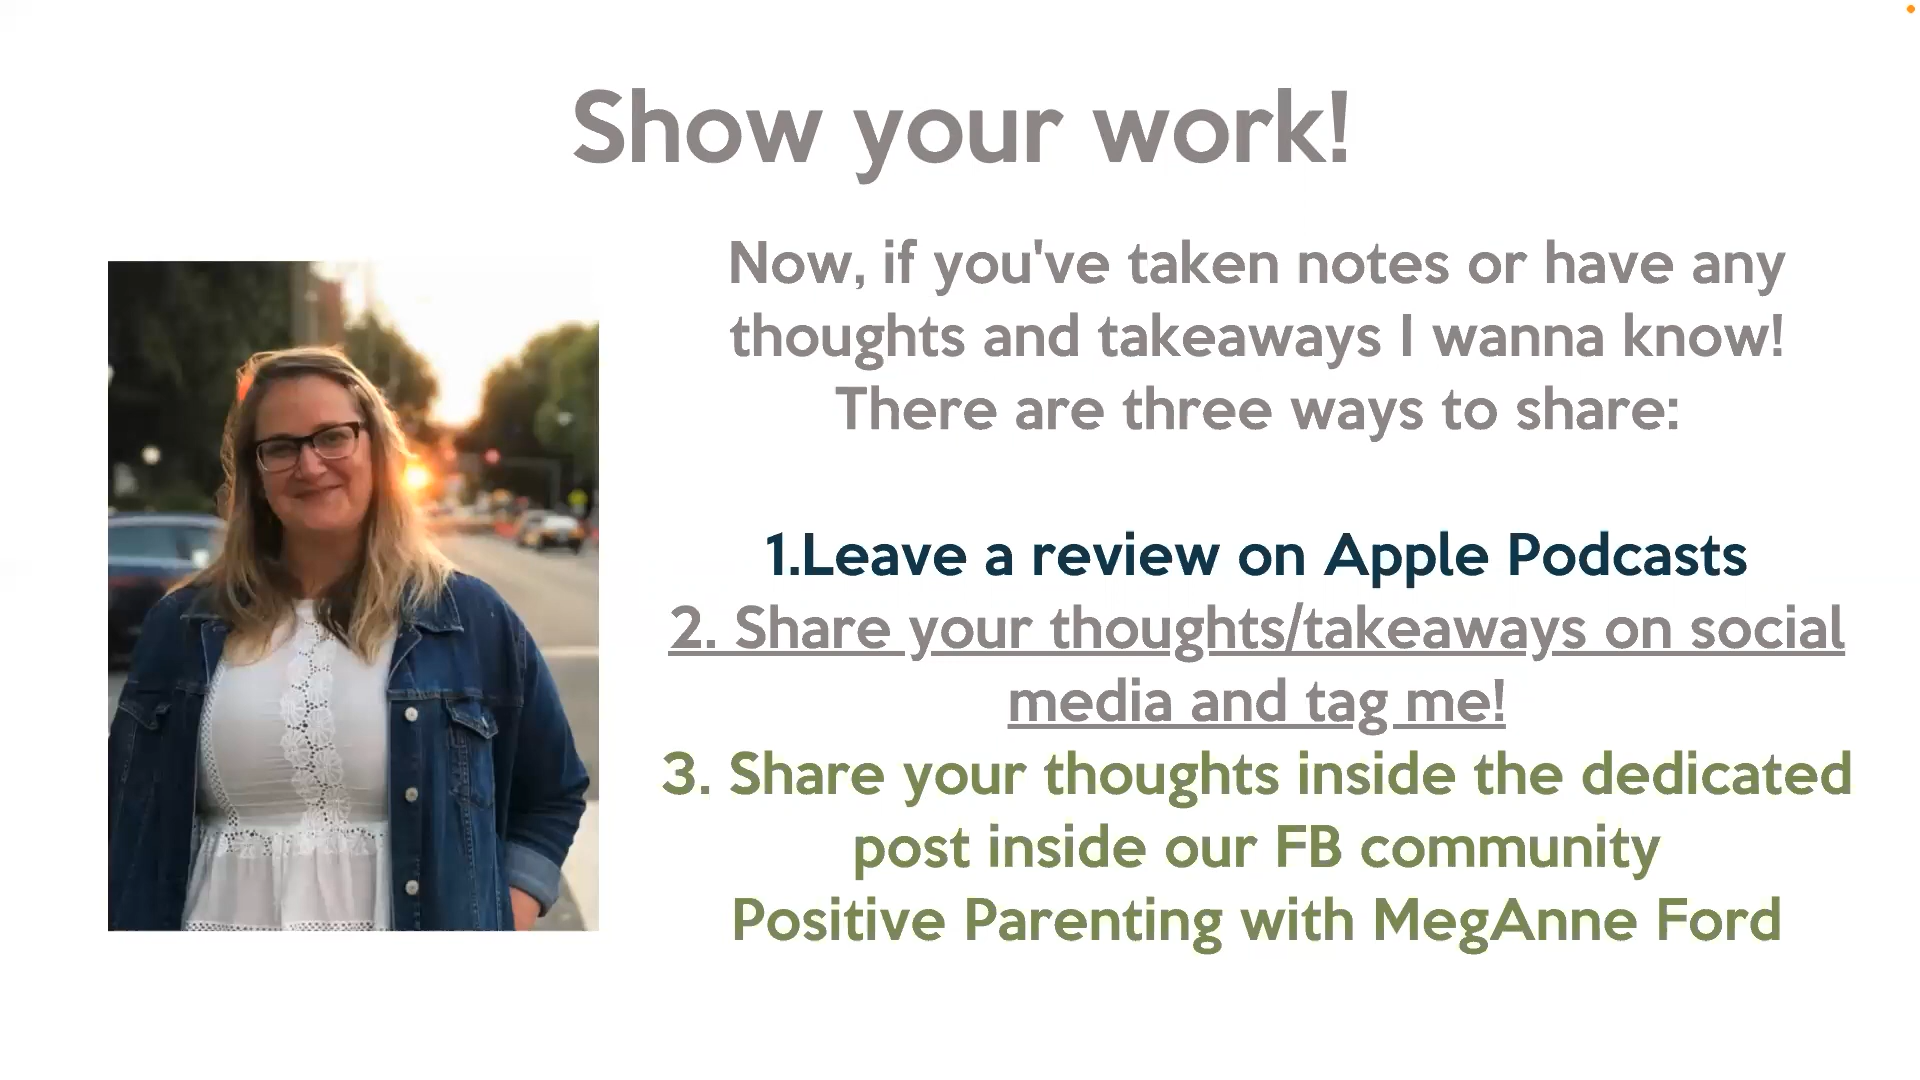 Show your work!
Now, if you've taken notes or have any
thoughts and takeaways I wanna know!
There are three ways to share:
1.Leave a review on Apple Podcasts
2. Share your thoughts/takeaways on social
media and tag me!
3. Share your thoughts inside the dedicated
post inside our FB community
Positive Parenting with MegAnne Ford